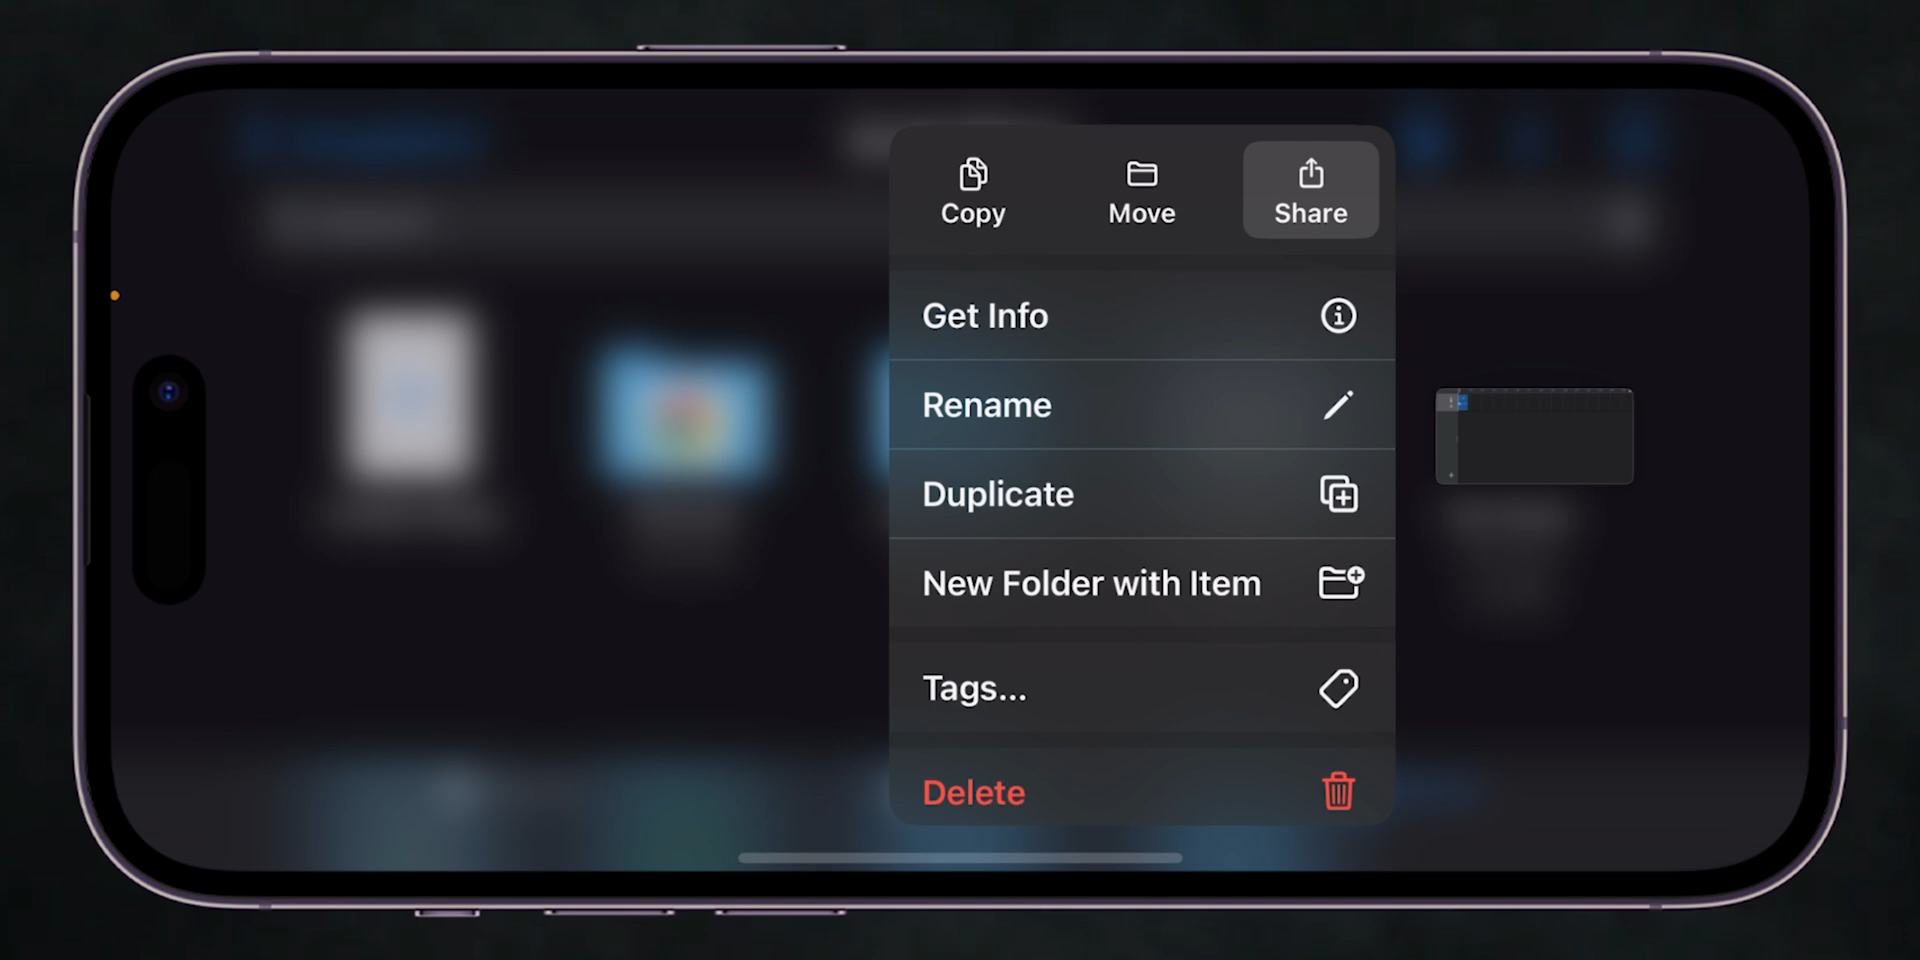 Copy
Move
Share
Get Info
Rename
Duplicate
New Folder with Item
Tags...
Delete